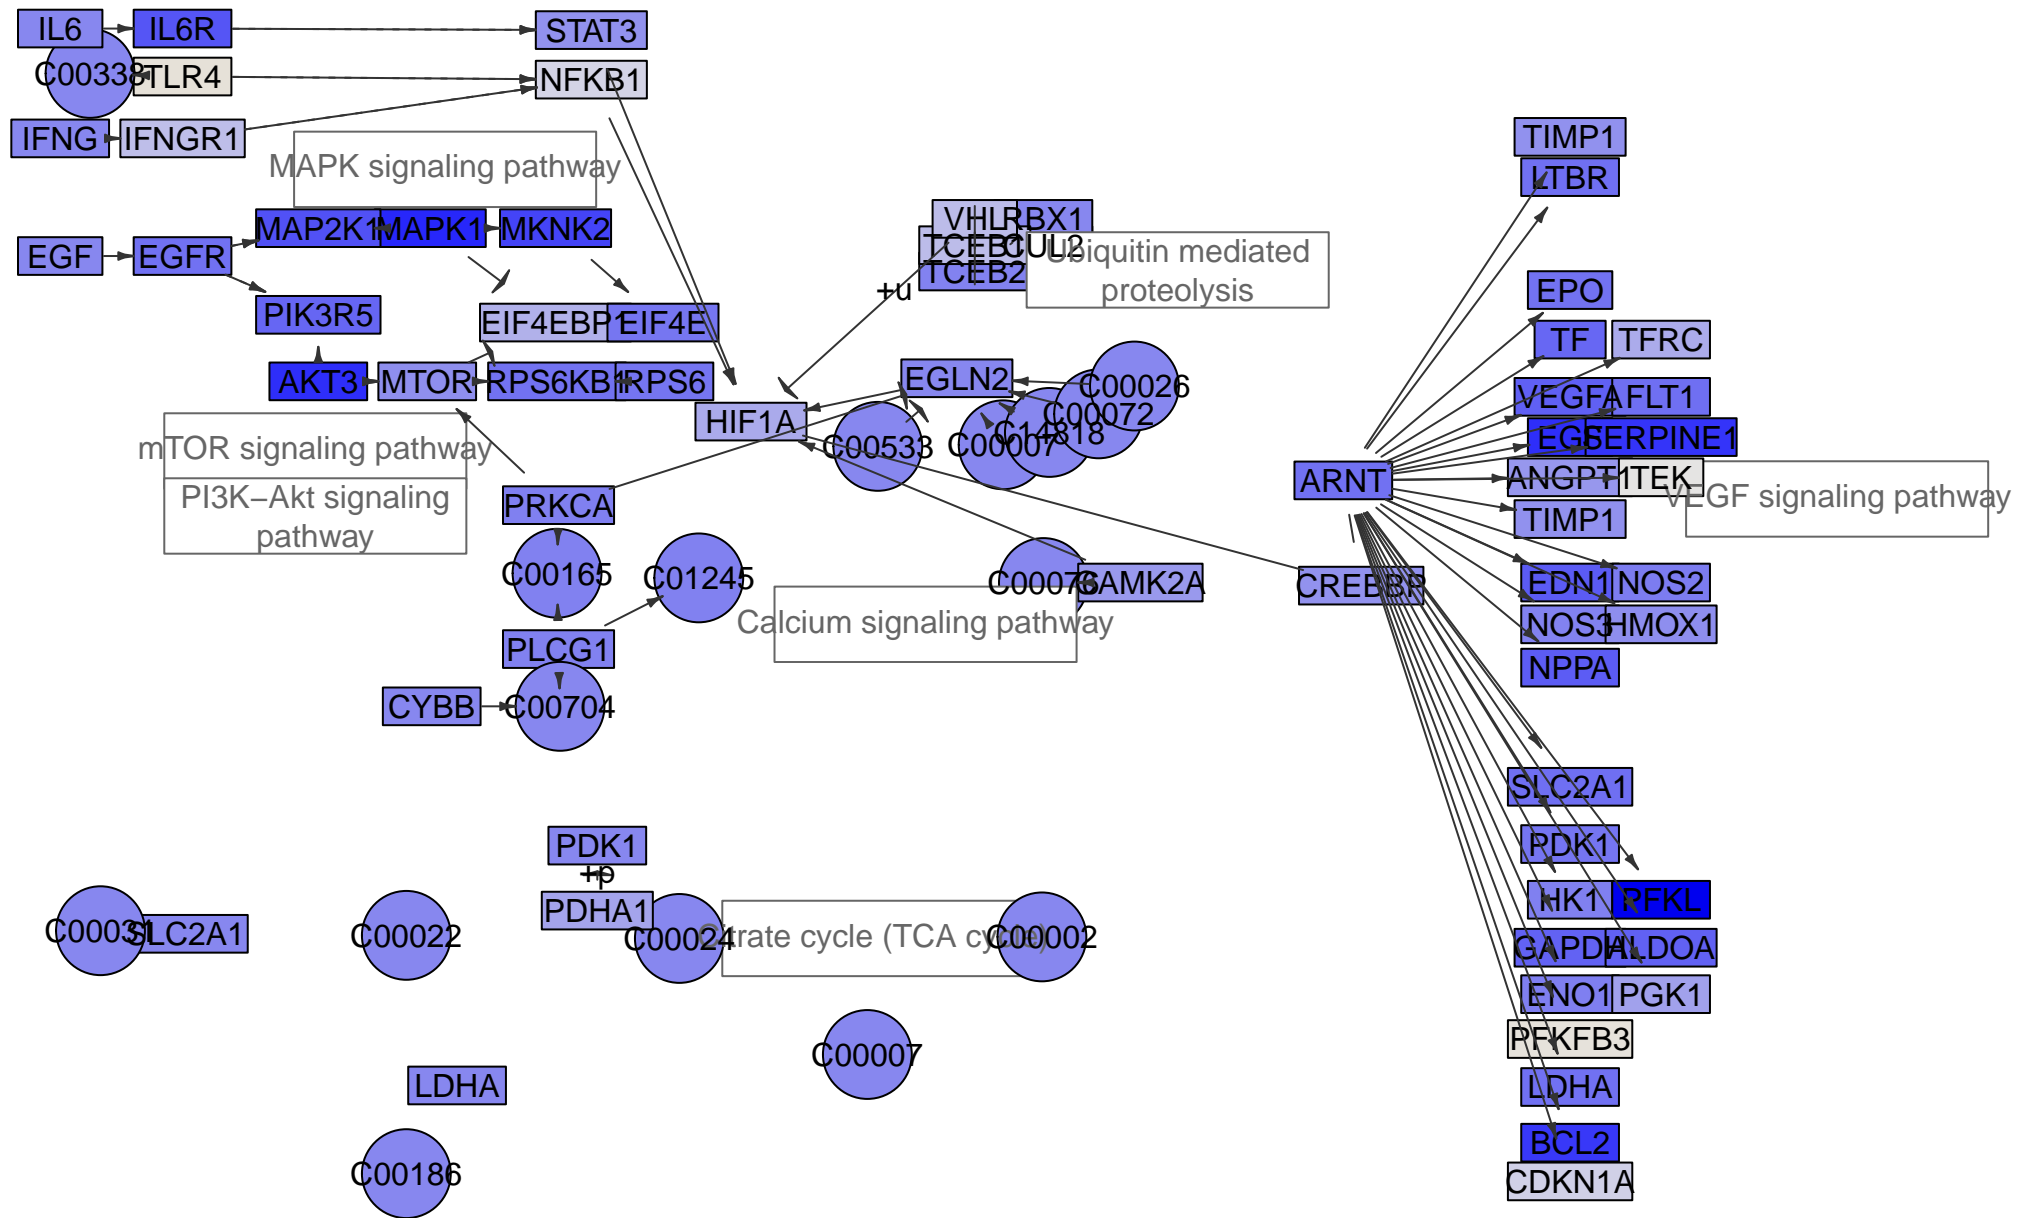 IL6
IL6R
STAT3
C00338
TLR4
NFKB1
IFNG
IFNGR1
MAPK signaling pathway
MAP2K1
MAPK1
MKNK2
EGF
EGFR
PIK3R5
EIF4EBP1
EIF4E
AKT3
MTOR
RPS6KB1
RPS6
mTOR signaling pathway
PI3K−Akt signaling
pathway
VHL
RBX1
TCEB1
CUL2
TCEB2
Ubiquitin mediated
proteolysis
+u
EGLN2
HIF1A
C00533
C00007
C14818
C00072
C00026
PRKCA
C00165
C01245
PLCG1
CYBB
C00704
C00076
CAMK2A
Calcium signaling pathway
ARNT
CREBBP
TIMP1
LTBR
EPO
TF
TFRC
VEGFA
FLT1
EGF
SERPINE1
ANGPT1
TEK
VEGF signaling pathway
TIMP1
EDN1
NOS2
NOS3
HMOX1
NPPA
SLC2A1
PDK1
HK1
PFKL
GAPDH
ALDOA
ENO1
PGK1
PFKFB3
LDHA
BCL2
CDKN1A
PDK1
+p
PDHA1
C00031
SLC2A1
C00022
C00024
Citrate cycle (TCA cycle)
C00002
C00007
LDHA
C00186